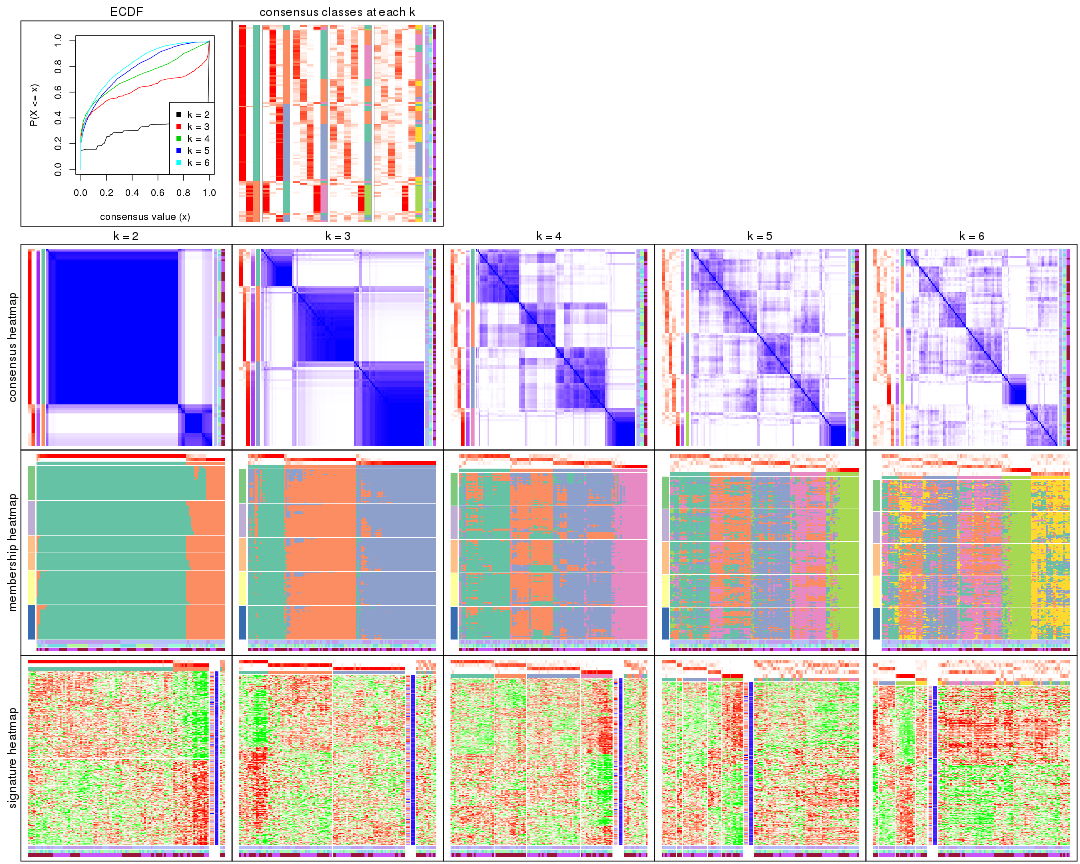 ECDF
consensus classes at each k
P(X <= x)
0.0
0.2
0.4
0.6
0.8
1.0
k = 2
k = 3
k = 4
k = 5
k = 6
0.0 0.2 0.4 0.6 0.8 1.0
consensus value (x)
k = 2
k = 3
k = 4
k = 5
k = 6
consensus heatmap
membership heatmap
signature heatmap